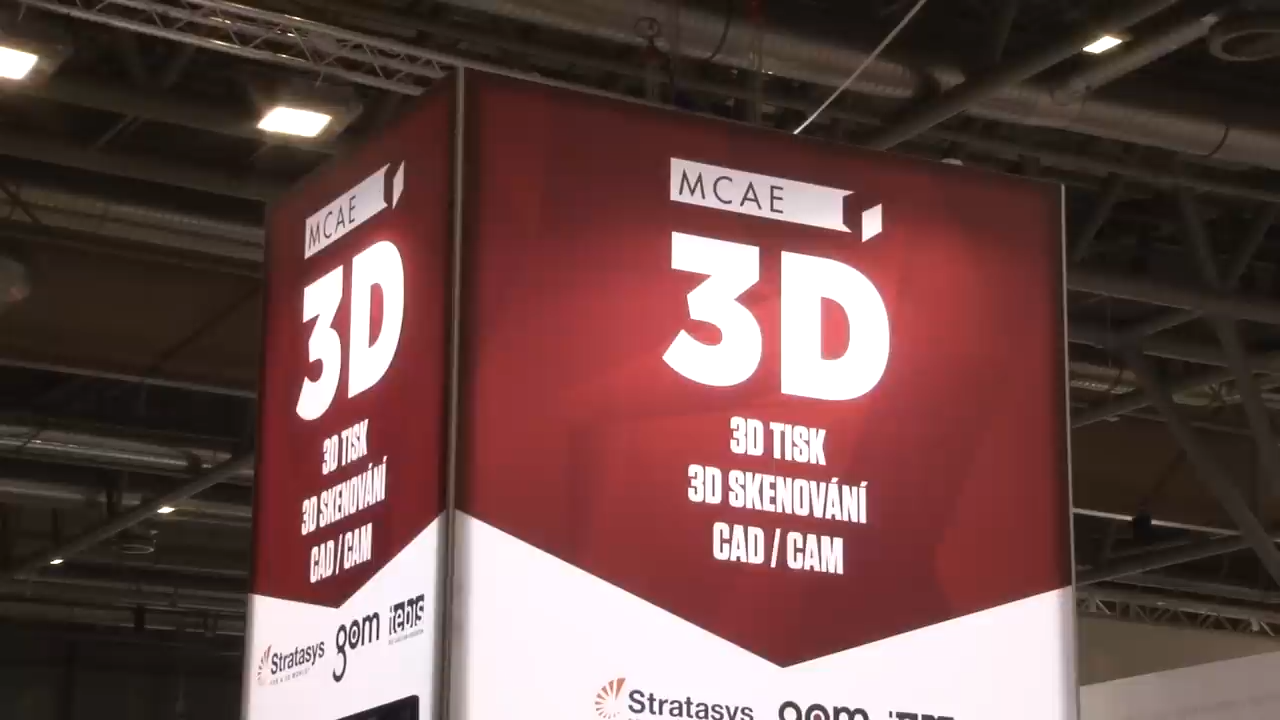 MCAE
3D
3D TISK
3D SKENOVÁNÍ
CAD / CAM
Stratasys
gom
tebis
MCAE
3D
3D TISK
3D SKENOVÁNÍ
CAD / CAM
Stratasys
gom